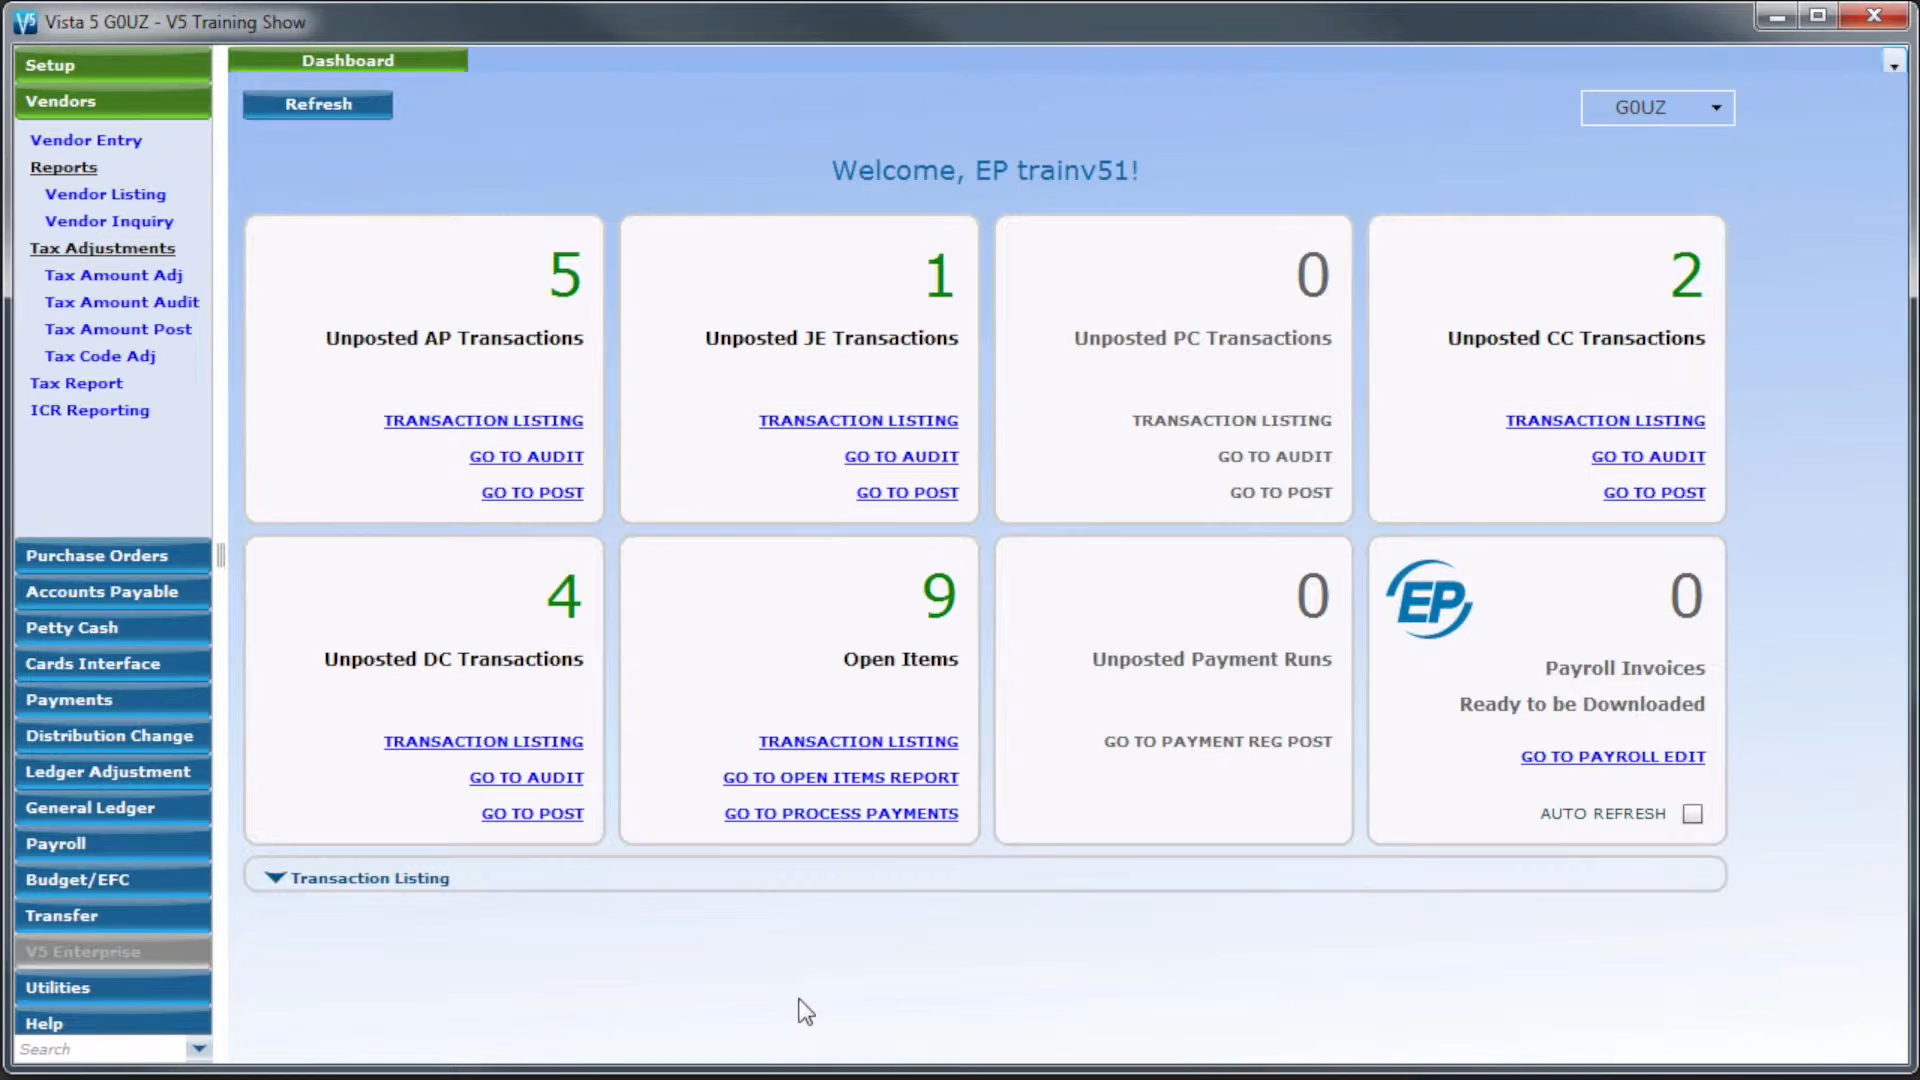 Vista 5 G0UZ - V5 Training Show
Setup
Vendors
Vendor Entry
Reports
Vendor Listing
Vendor Inquiry
Tax Adjustments
Tax Amount Adj
Tax Amount Audit
Tax Amount Post
Tax Code Adj
Tax Report
ICR Reporting
Purchase Orders
Accounts Payable
Petty Cash
Cards Interface
Payments
Distribution Change
Ledger Adjustment
General Ledger
Payroll
Budget/EFC
Transfer
V5 Enterprise
Utilities
Help
Search
Dashboard
Refresh
G0UZ
Welcome, EP trainv51!
5
Unposted AP Transactions
TRANSACTION LISTING
GO TO AUDIT
GO TO POST
1
Unposted JE Transactions
TRANSACTION LISTING
GO TO AUDIT
GO TO POST
0
Unposted PC Transactions
TRANSACTION LISTING
GO TO AUDIT
GO TO POST
2
Unposted CC Transactions
TRANSACTION LISTING
GO TO AUDIT
GO TO POST
4
Unposted DC Transactions
TRANSACTION LISTING
GO TO AUDIT
GO TO POST
9
Open Items
TRANSACTION LISTING
GO TO OPEN ITEMS REPORT
GO TO PROCESS PAYMENTS
0
Unposted Payment Runs
GO TO PAYMENT REG POST
EP
0
Payroll Invoices
Ready to be Downloaded
GO TO PAYROLL EDIT
AUTO REFRESH
Transaction Listing